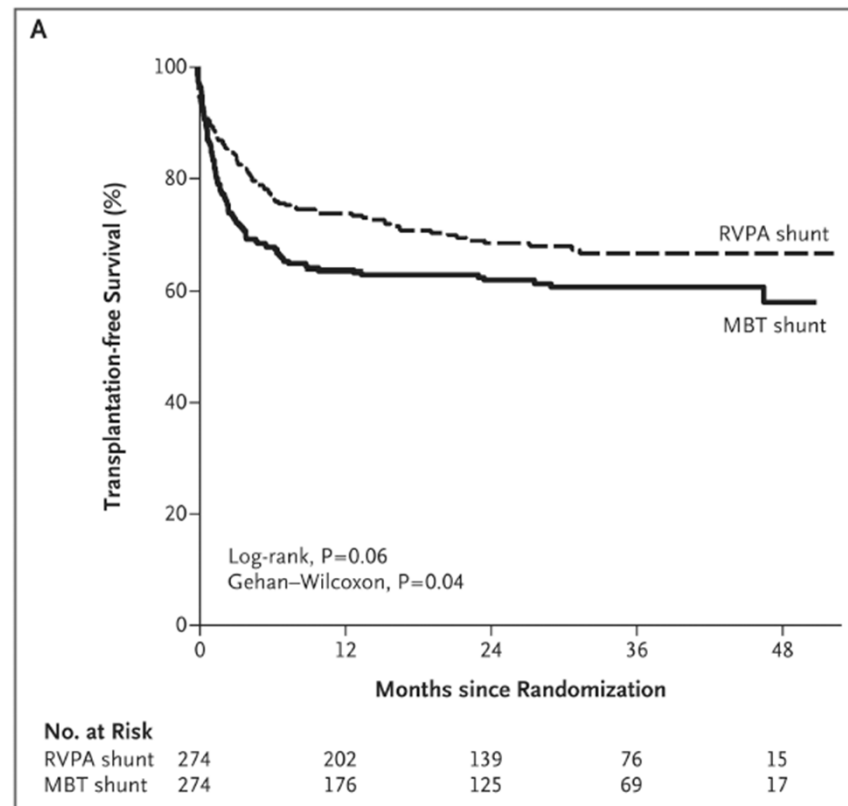 A
100
80
60
40
20
0
Transplantation-free Survival (%)
RVPA shunt
MBT shunt
Log-rank, P=0.06
Gehan–Wilcoxon, P=0.04
0 12 24 36 48
Months since Randomization
No. at Risk
RVPA shunt 274 202 139 76 15
MBT shunt 274 176 125 69 17